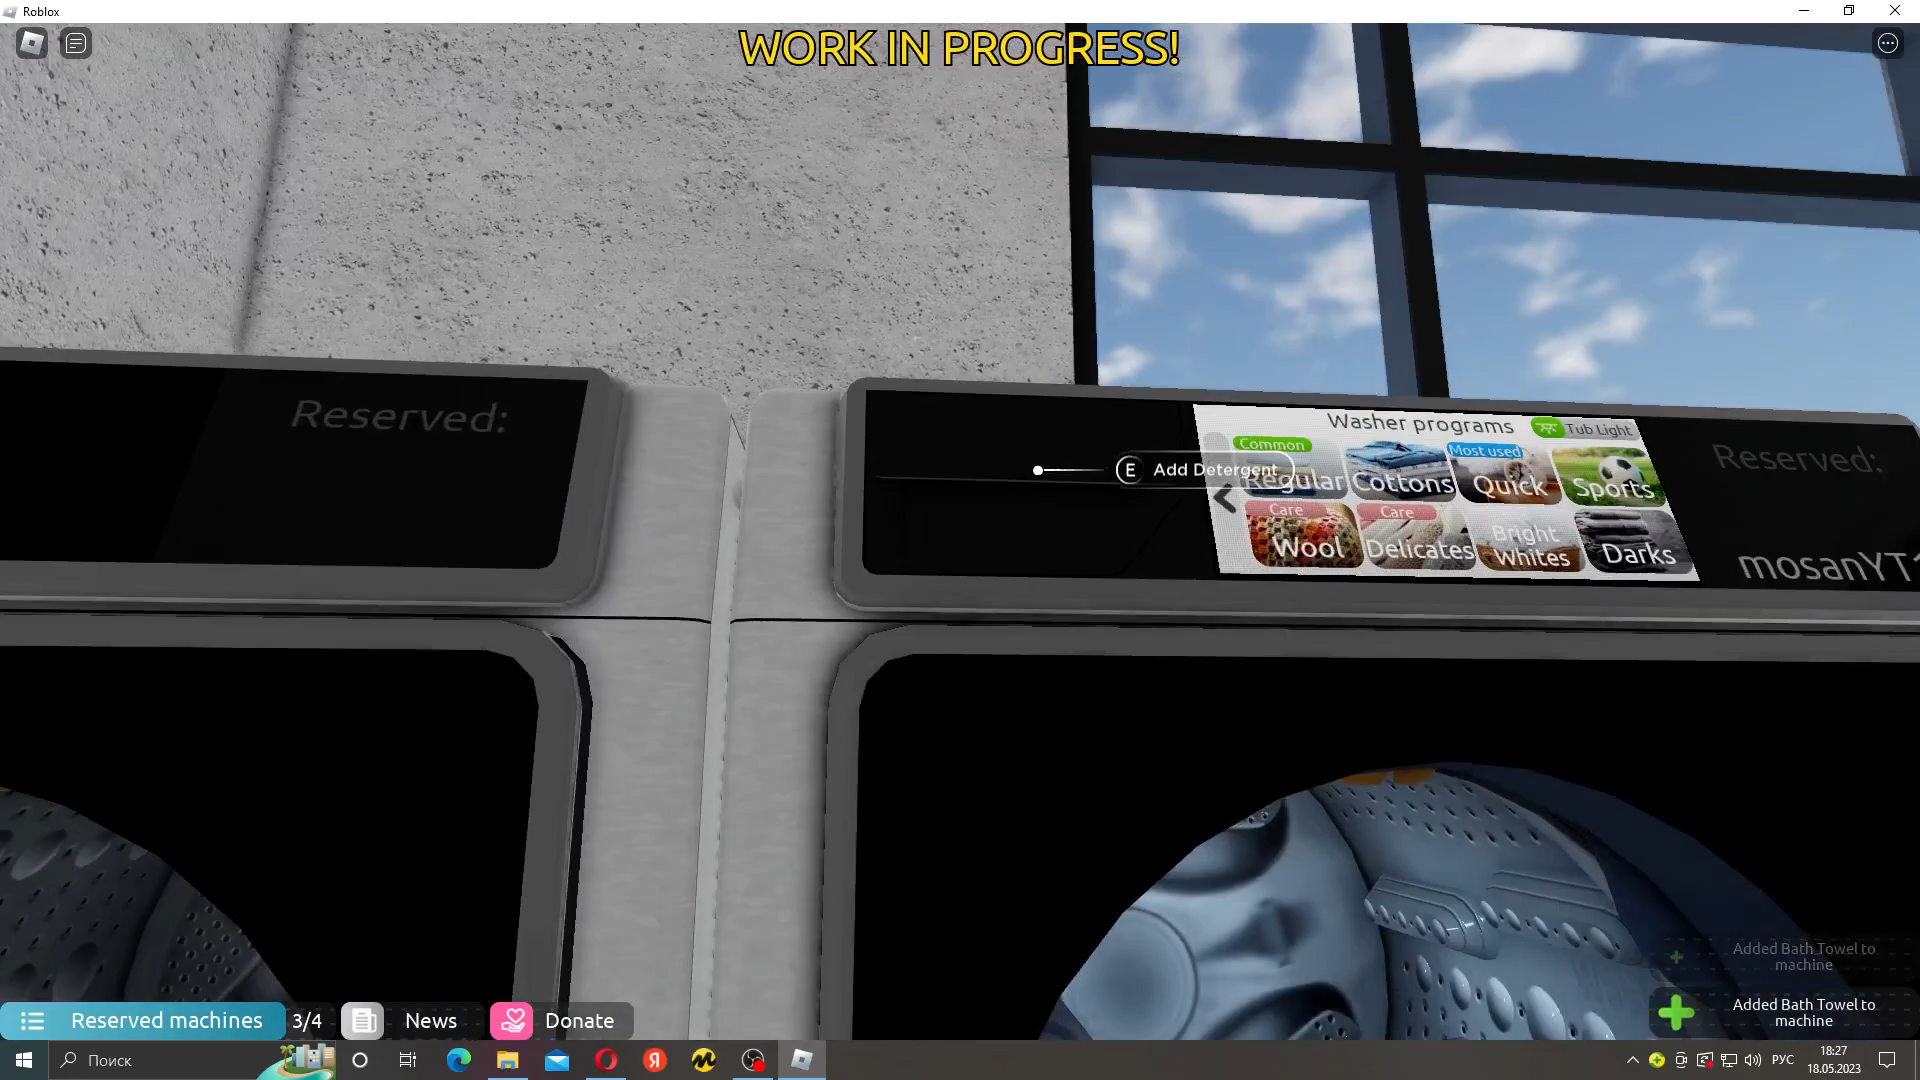 Roblox
WORK IN PROGRESS!
Reserved:
Washer programs
Tub Light
Common
Most used
E Add Detergent
Regular
Cottons
Quick
Sports
Care
Care
Wool
Delicates
Bright
Whites
Darks
Reserved:
mosanYT1
Added Bath Towel to
machine
Added Bath Towel to
machine
Reserved machines 3/4 News Donate
Поиск
РУС
18:27
18.05.2023